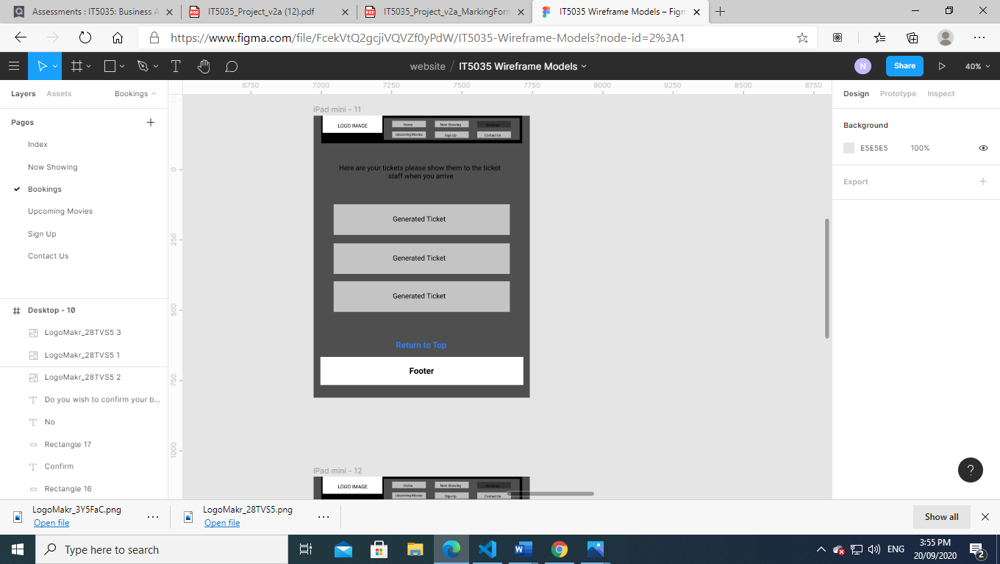 Assessments : IT5035: Business A
IT5035_Project_v2a (12).pdf
IT5035_Project_v2a_MarkingForm
IT5035 Wireframe Models – Figm
https://www.figma.com/file/FcekVtQ2gcjiVQVZf0yPdW/IT5035-Wireframe-Models?node-id=2%3A1
website / IT5035 Wireframe Models
N
Share
40%
Layers
Assets
Bookings
6750
7000
7250
7500
7750
8000
8250
8500
8750
Design
Prototype
Inspect
Pages
Index
Now Showing
Bookings
Upcoming Movies
Sign Up
Contact Us
Desktop - 10
LogoMakr_28TVS5 3
LogoMakr_28TVS5 1
LogoMakr_28TVS5 2
Do you wish to confirm your b...
No
Rectangle 17
Confirm
Rectangle 16
0
250
500
750
1000
iPad mini - 11
LOGO IMAGE
Home
Now Showing
Bookings
Upcoming Movies
Sign Up
Contact Us
Here are your tickets please show them to the ticket
staff when you arrive
Generated Ticket
Generated Ticket
Generated Ticket
Return to Top
Footer
iPad mini - 12
LOGO IMAGE
Home
Now Showing
Bookings
Upcoming Movies
Sign Up
Contact Us
Background
E5E5E5
100%
Export
?
LogoMakr_3Y5FaC.png
Open file
LogoMakr_28TVS5.png
Open file
Show all
Type here to search
ENG
3:55 PM
20/09/2020
2